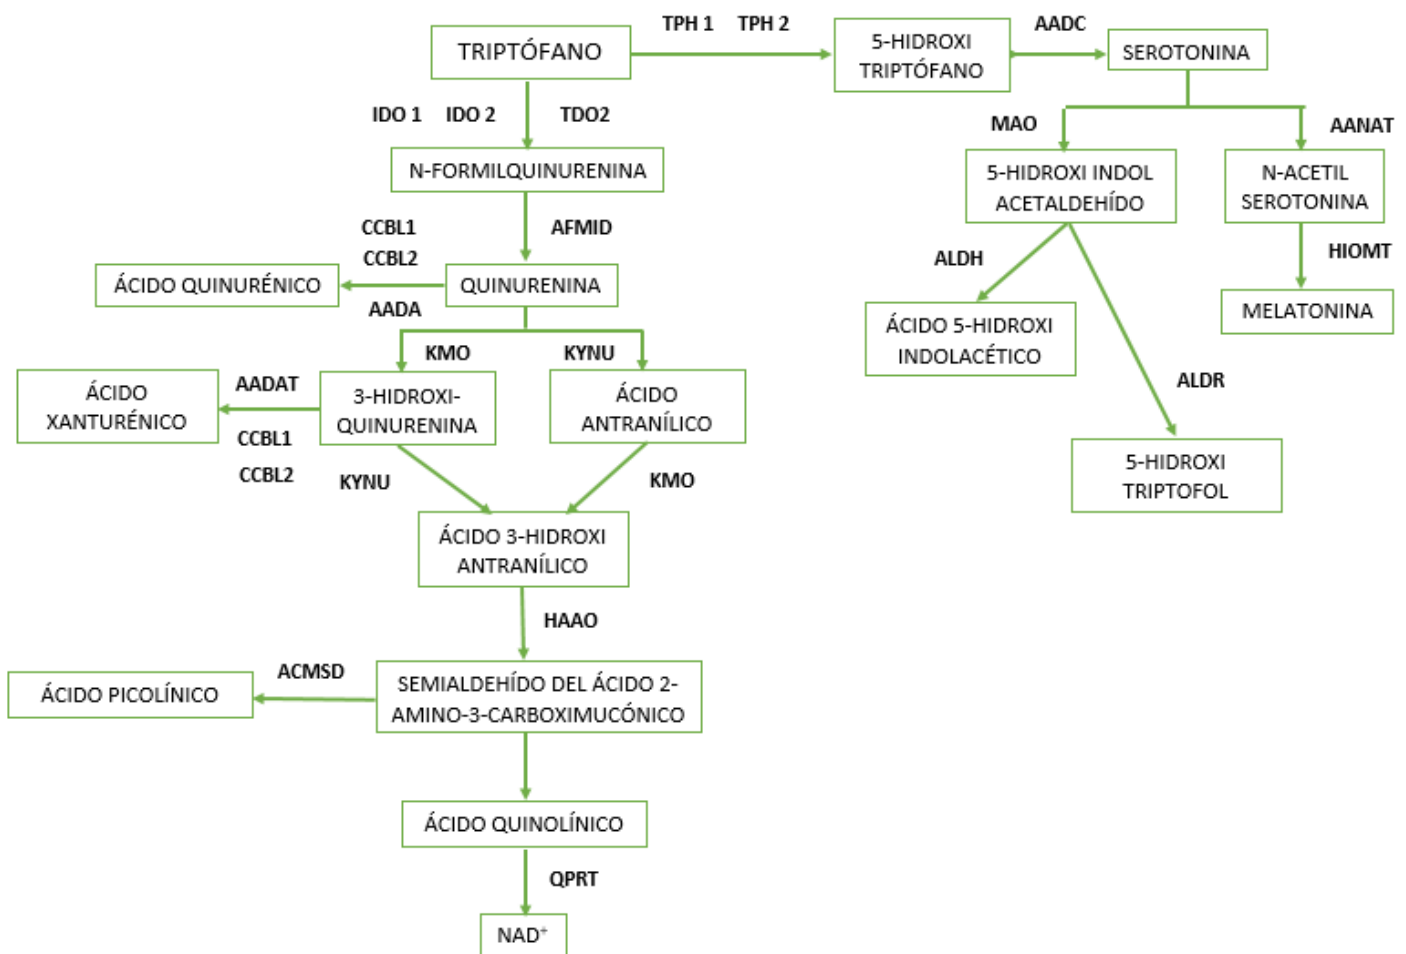 TPH 1 TPH 2
TRIPTÓFANO
5-HIDROXI
TRIPTÓFANO
AADC
SEROTONINA
IDO 1 IDO 2 TDO2
MAO
AANAT
N-FORMILQUINURENINA
5-HIDROXI INDOL
ACETALDEHÍDO
N-ACETIL
SEROTONINA
CCBL1
CCBL2
AFMID
ALDH
HIOMT
ÁCIDO QUINURÉNICO
QUINURENINA
AADA
ÁCIDO 5-HIDROXI
INDOLACÉTICO
MELATONINA
KMO
KYNU
ÁCIDO
XANTURÉNICO
AADAT
CCBL1
CCBL2
3-HIDROXI-
QUINURENINA
ÁCIDO
ANTRANÍLICO
ALDR
KYNU
KMO
5-HIDROXI
TRIPTOFOL
ÁCIDO 3-HIDROXI
ANTRANÍLICO
HAAO
ACMSD
ÁCIDO PICOLÍNICO
SEMIALDEHÍDO DEL ÁCIDO 2-
AMINO-3-CARBOXIMUCÓNICO
ÁCIDO QUINOLÍNICO
QPRT
NAD⁺